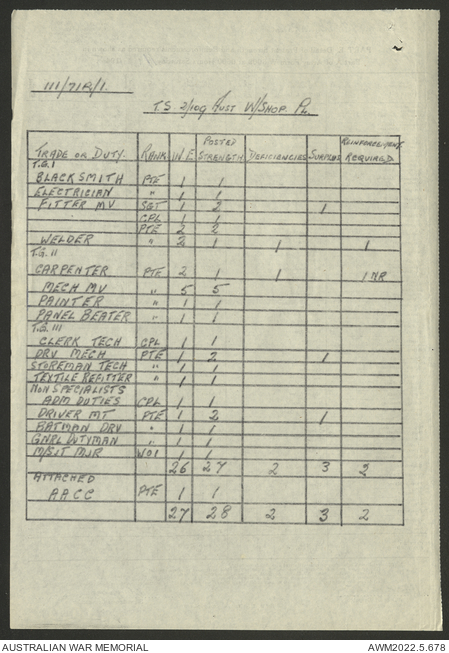 111/71A/1.
T.S 2/109 AUST W/SHOP. PL.
TRADE OR DUTY. RANK W.E. POSTED STRENGTH DEFICIENCIES SURPLUS REINFORCEMENT REQUIRED
T.G.I
BLACKSMITH PTE 1 1
ELECTRICIAN " 1 1
FITTER MV SGT 1 2 1
CPL 1 1
PTE 2 2
WELDER " 2 1 1 1
T.G. II
CARPENTER PTE 2 1 1 1 NR
MECH MV " 5 5
PAINTER " 1 1
PANEL BEATER " 1 1
T.G. III
CLERK TECH CPL 1 1
DRV MECH PTE 1 2 1
STOREMAN TECH " 1 1
TEXTILE REFITTER " 1 1
NON SPECIALISTS
ADM DUTIES CPL 1 1
DRIVER MT PTE 1 2 1
BATMAN DRV " 1 1
GNRL DUTYMAN " 1 1
M/SJT MJR WO1 1 1
26 27 2 3 2
ATTACHED
AACC PTE 1 1
27 28 2 3 2
AUSTRALIAN WAR MEMORIAL
AWM2022.5.678